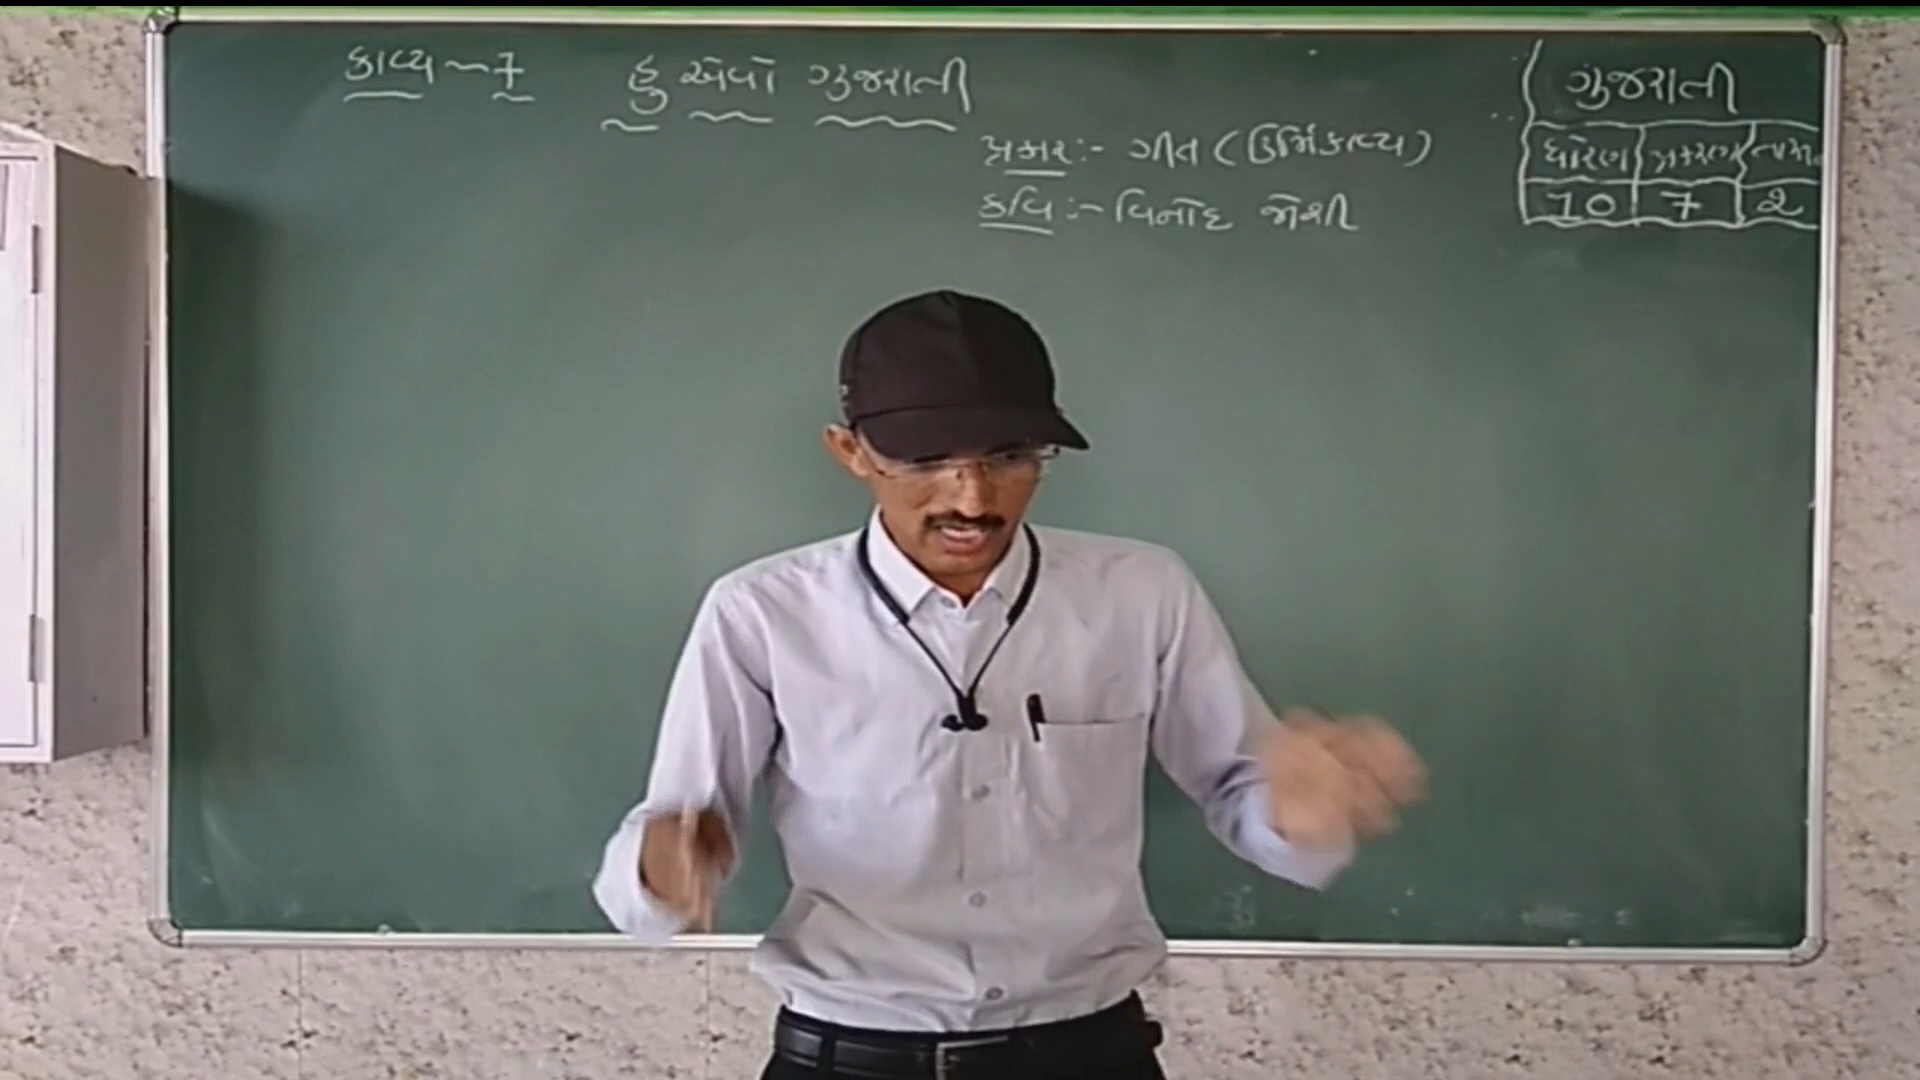 કાવ્ય - 7 હું એવો ગુજરાતી
પ્રકાર :- ગીત (ઊર્મિકાવ્ય)
કવિ :- વિનોદ જોશી
ગુજરાતી
ધોરણ પ્રકરણ
10 7 2